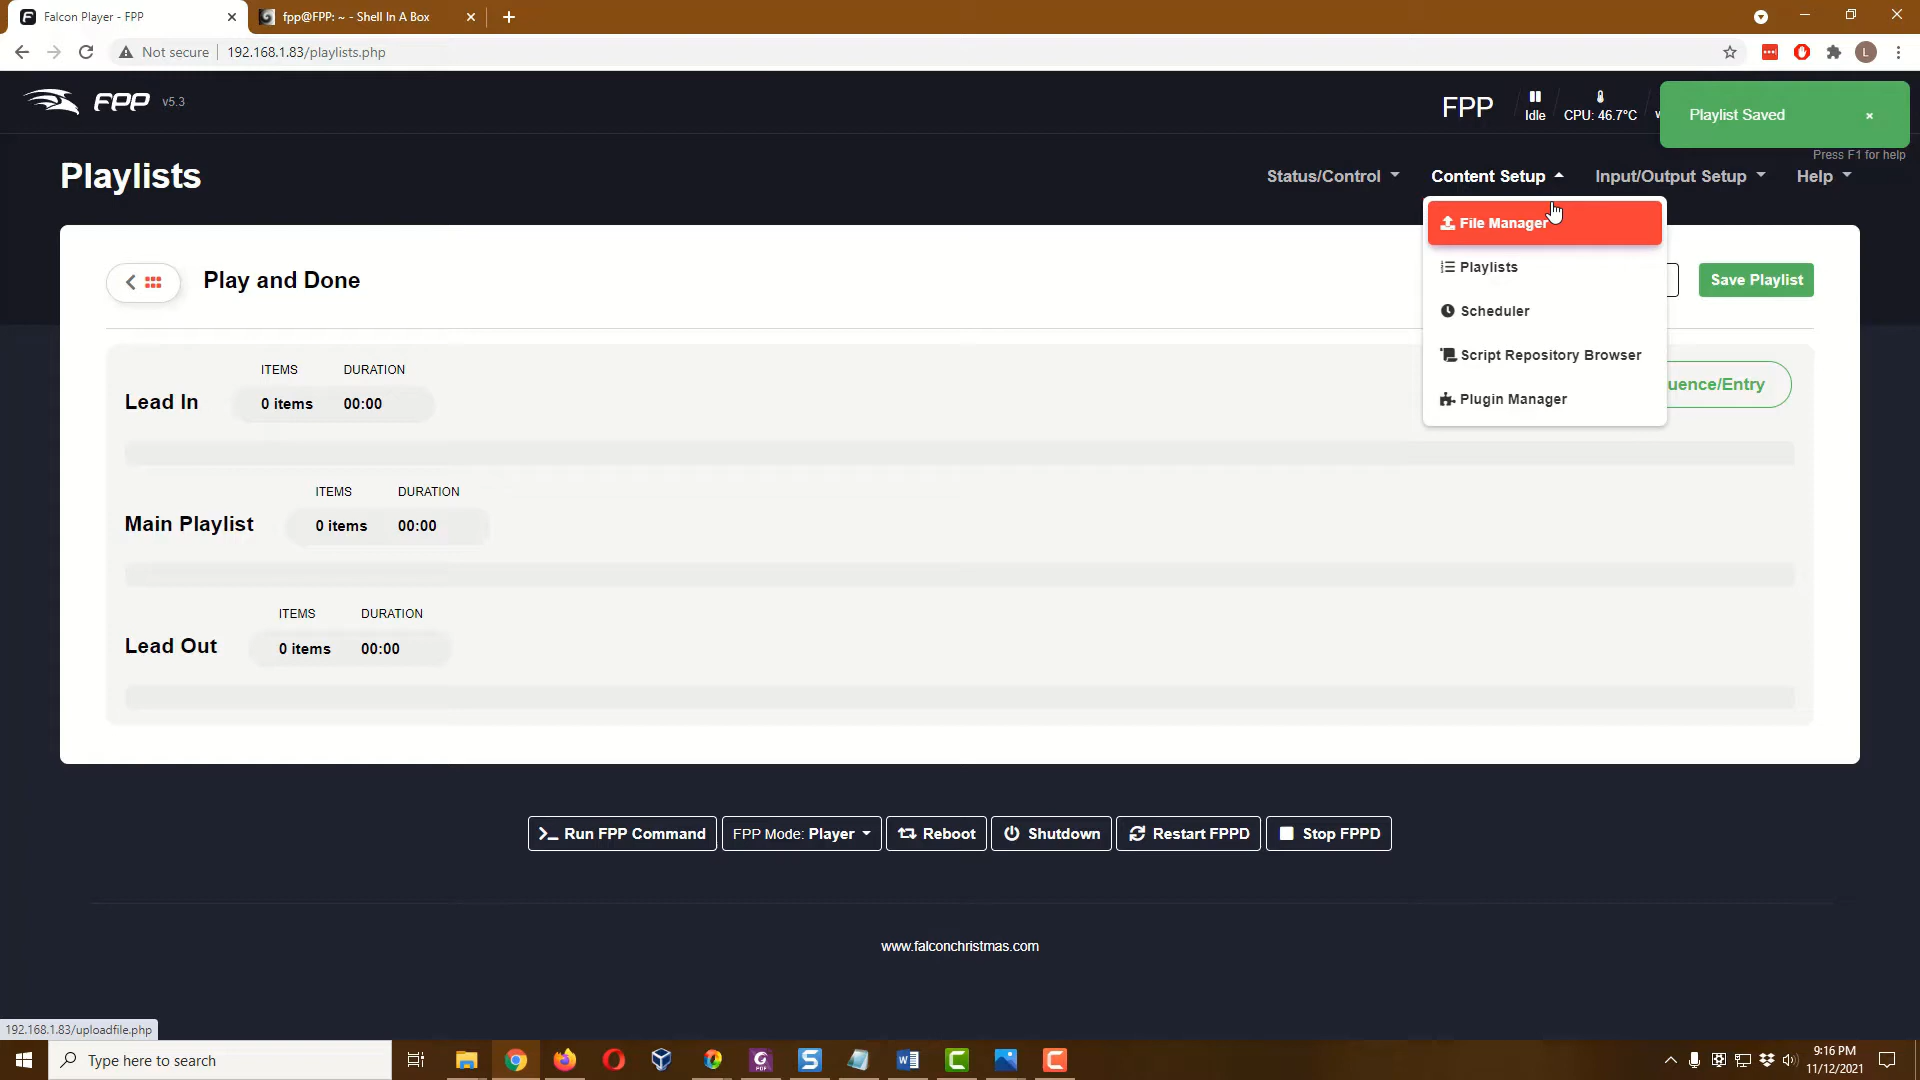 Falcon Player - FPP
fpp@FPP: ~ - Shell In A Box
Not secure
192.168.1.83/playlists.php
L
FPP
v5.3
FPP
Idle
CPU: 46.7°C
Playlist Saved
Press F1 for help
Playlists
Status/Control
Content Setup
Input/Output Setup
Help
File Manager
Playlists
Scheduler
Script Repository Browser
Plugin Manager
Play and Done
Save Playlist
ITEMS DURATION
Lead In 0 items 00:00
uence/Entry
ITEMS DURATION
Main Playlist 0 items 00:00
ITEMS DURATION
Lead Out 0 items 00:00
Run FPP Command
FPP Mode: Player
Reboot
Shutdown
Restart FPPD
Stop FPPD
www.falconchristmas.com
192.168.1.83/uploadfile.php
Type here to search
9:16 PM
11/12/2021